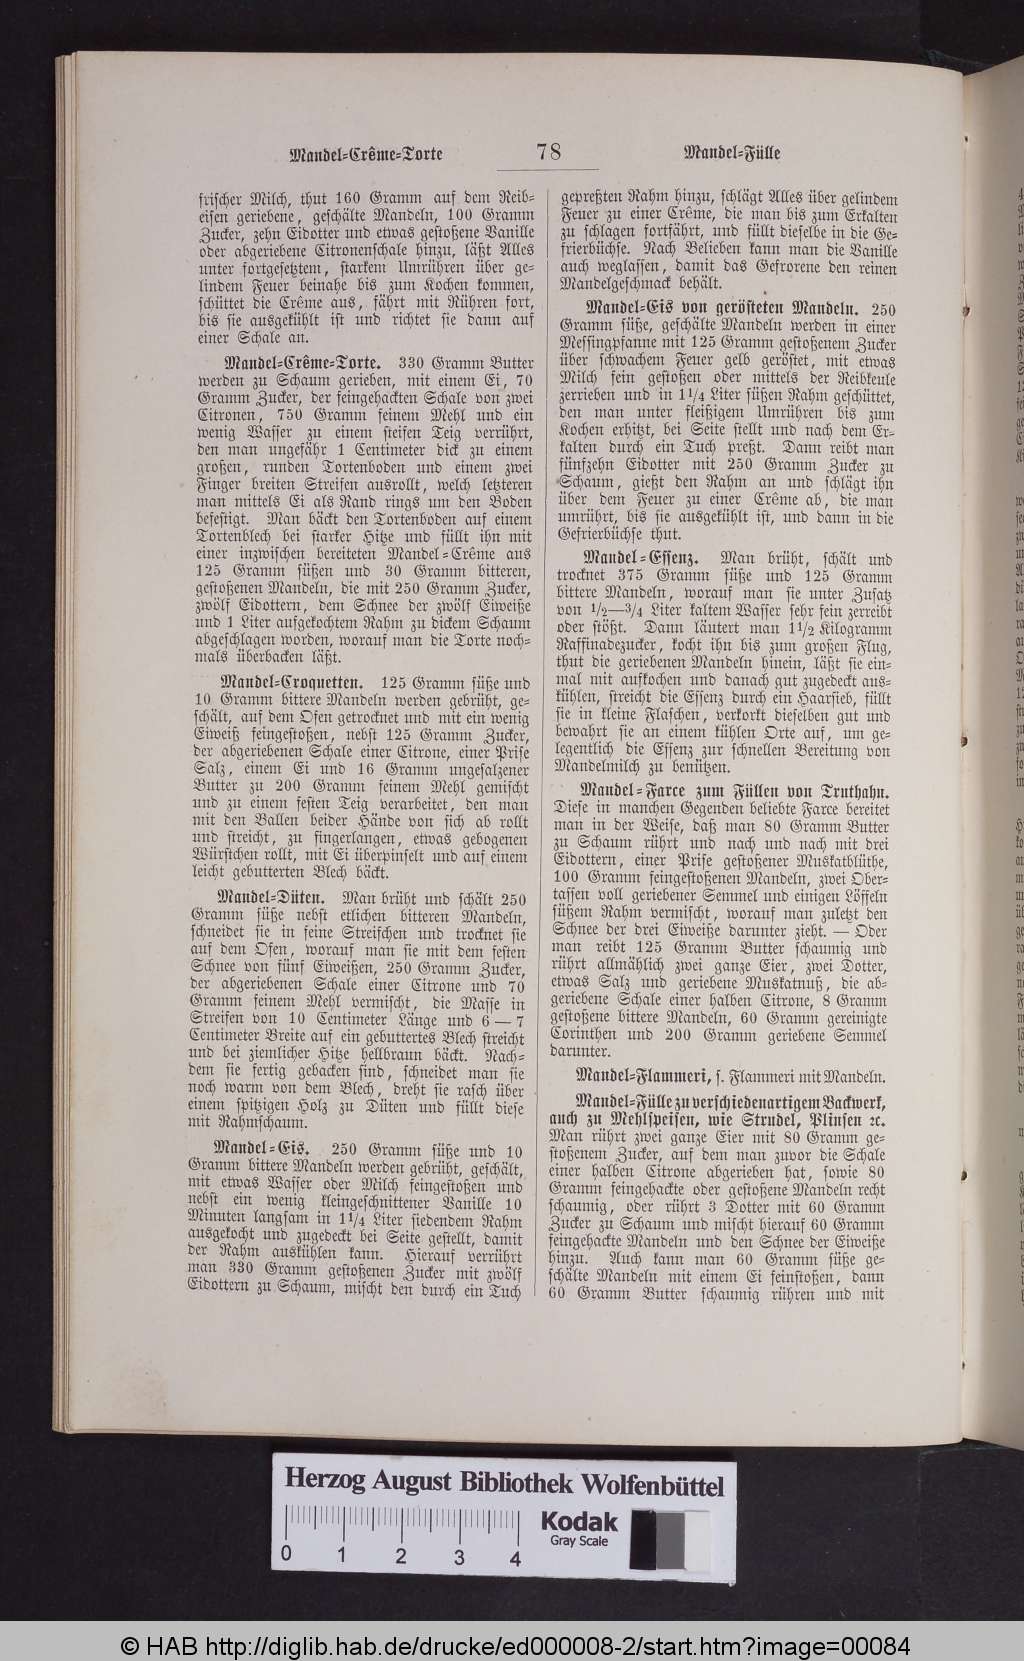 Mandel-Crême-Torte 78 Mandel-Fülle
frischer Milch, thut 160 Gramm auf dem Reib-
eisen geriebene, geschälte Mandeln, 100 Gramm
Zucker, zehn Eidotter und etwas gestoßene Vanille
oder abgeriebene Citronenschale hinzu, läßt Alles
unter fortgesetztem, starkem Umrühren über ge-
lindem Feuer beinahe bis zum Kochen kommen,
schüttet die Crême aus, fährt mit Rühren fort,
bis sie ausgekühlt ist und richtet sie dann auf
einer Schale an.
Mandel-Crême-Torte. 330 Gramm Butter
werden zu Schaum gerieben, mit einem Ei, 70
Gramm Zucker, der feingehackten Schale von zwei
Citronen, 750 Gramm feinem Mehl und ein
wenig Wasser zu einem steifen Teig verrührt,
den man ungefähr 1 Centimeter dick zu einem
großen, runden Tortenboden und einem zwei
Finger breiten Streifen ausrollt, welch letzteren
man mittels Ei als Rand rings um den Boden
befestigt. Man bäckt den Tortenboden auf einem
Tortenblech bei starker Hitze und füllt ihn mit
einer inzwischen bereiteten Mandel-Crême aus
125 Gramm süßen und 30 Gramm bitteren,
gestoßenen Mandeln, die mit 250 Gramm Zucker,
zwölf Eidottern, dem Schnee der zwölf Eiweiße
und 1 Liter aufgekochtem Rahm zu dickem Schaum
abgeschlagen worden, worauf man die Torte noch-
mals überbacken läßt.
Mandel-Croquetten. 125 Gramm süße und
10 Gramm bittere Mandeln werden gebrüht, ge-
schält, auf dem Ofen getrocknet und mit ein wenig
Eiweiß feingestoßen, nebst 125 Gramm Zucker,
der abgeriebenen Schale einer Citrone, einer Prise
Salz, einem Ei und 16 Gramm ungesalzener
Butter zu 200 Gramm feinem Mehl gemischt
und zu einem festen Teig verarbeitet, den man
mit den Ballen beider Hände von sich ab rollt
und streicht, zu fingerlangen, etwas gebogenen
Würstchen rollt, mit Ei überpinselt und auf einem
leicht gebutterten Blech bäckt.
Mandel-Düten. Man brüht und schält 250
Gramm süße nebst etlichen bitteren Mandeln,
schneidet sie in feine Streifchen und trocknet sie
auf dem Ofen, worauf man sie mit dem festen
Schnee von fünf Eiweißen, 250 Gramm Zucker,
der abgeriebenen Schale einer Citrone und 70
Gramm feinem Mehl vermischt, die Masse in
Streifen von 10 Centimeter Länge und 6 — 7
Centimeter Breite auf ein gebuttertes Blech streicht
und bei ziemlicher Hitze hellbraun bäckt. Nach-
dem sie fertig gebacken sind, schneidet man sie
noch warm von dem Blech, dreht sie rasch über
einem spitzigen Holz zu Düten und füllt diese
mit Rahmschaum.
Mandel-Eis. 250 Gramm süße und 10
Gramm bittere Mandeln werden gebrüht, geschält,
mit etwas Wasser oder Milch feingestoßen und
nebst ein wenig kleingeschnittener Vanille 10
Minuten langsam in 1¼ Liter siedendem Rahm
ausgekocht und zugedeckt bei Seite gestellt, damit
der Rahm auskühlen kann. Hierauf verrührt
man 330 Gramm gestoßenen Zucker mit zwölf
Eidottern zu Schaum, mischt den durch ein Tuch
gepreßten Rahm hinzu, schlägt Alles über gelindem
Feuer zu einer Crême, die man bis zum Erkalten
zu schlagen fortfährt, und füllt dieselbe in die Ge-
frierbüchse. Nach Belieben kann man die Vanille
auch weglassen, damit das Gefrorene den reinen
Mandelgeschmack behält.
Mandel-Eis von gerösteten Mandeln. 250
Gramm süße, geschälte Mandeln werden in einer
Messingpfanne mit 125 Gramm gestoßenem Zucker
über schwachem Feuer gelb geröstet, mit etwas
Milch fein gestoßen oder mittels der Reibkeule
zerrieben und in 1¼ Liter süßen Rahm geschüttet,
den man unter fleißigem Umrühren bis zum
Kochen erhitzt, bei Seite stellt und nach dem Er-
kalten durch ein Tuch preßt. Dann reibt man
fünfzehn Eidotter mit 250 Gramm Zucker zu
Schaum, gießt den Rahm an und schlägt ihn
über dem Feuer zu einer Crême ab, die man
umrührt, bis sie ausgekühlt ist, und dann in die
Gefrierbüchse thut.
Mandel-Essenz. Man brüht, schält und
trocknet 375 Gramm süße und 125 Gramm
bittere Mandeln, worauf man sie unter Zusatz
von ½—¾ Liter kaltem Wasser sehr fein zerreibt
oder stößt. Dann läutert man 1½ Kilogramm
Raffinadezucker, kocht ihn bis zum großen Flug,
thut die geriebenen Mandeln hinein, läßt sie ein-
mal mit aufkochen und danach gut zugedeckt aus-
kühlen, streicht die Essenz durch ein Haarsieb, füllt
sie in kleine Flaschen, verkorkt dieselben gut und
bewahrt sie an einem kühlen Orte auf, um ge-
legentlich die Essenz zur schnellen Bereitung von
Mandelmilch zu benützen.
Mandel-Farce zum Füllen von Truthahn.
Diese in manchen Gegenden beliebte Farce bereitet
man in der Weise, daß man 80 Gramm Butter
zu Schaum rührt und nach und nach mit drei
Eidottern, einer Prise gestoßener Muskatblüthe,
100 Gramm feingestoßenen Mandeln, zwei Ober-
tassen voll geriebener Semmel und einigen Löffeln
süßem Rahm vermischt, worauf man zuletzt den
Schnee der drei Eiweiße darunter zieht. — Oder
man reibt 125 Gramm Butter schaumig und
rührt allmählich zwei ganze Eier, zwei Dotter,
etwas Salz und geriebene Muskatnuß, die ab-
geriebene Schale einer halben Citrone, 8 Gramm
gestoßene bittere Mandeln, 60 Gramm gereinigte
Corinthen und 200 Gramm geriebene Semmel
darunter.
Mandel-Flammeri, s. Flammeri mit Mandeln.
Mandel-Fülle zu verschiedenartigem Backwerk,
auch zu Mehlspeisen, wie Strudel, Plinsen ꝛc.
Man rührt zwei ganze Eier mit 80 Gramm ge-
stoßenem Zucker, auf dem man zuvor die Schale
einer halben Citrone abgerieben hat, sowie 80
Gramm feingehackte oder gestoßene Mandeln recht
schaumig, oder rührt 3 Dotter mit 60 Gramm
Zucker zu Schaum und mischt hierauf 60 Gramm
feingehackte Mandeln und den Schnee der Eiweiße
hinzu. Auch kann man 60 Gramm süße ge-
schälte Mandeln mit einem Ei feinstoßen, dann
60 Gramm Butter schaumig rühren und mit
Herzog August Bibliothek Wolfenbüttel
0 1 2 3 4
Kodak
Gray Scale
© HAB http://diglib.hab.de/drucke/ed000008-2/start.htm?image=00084